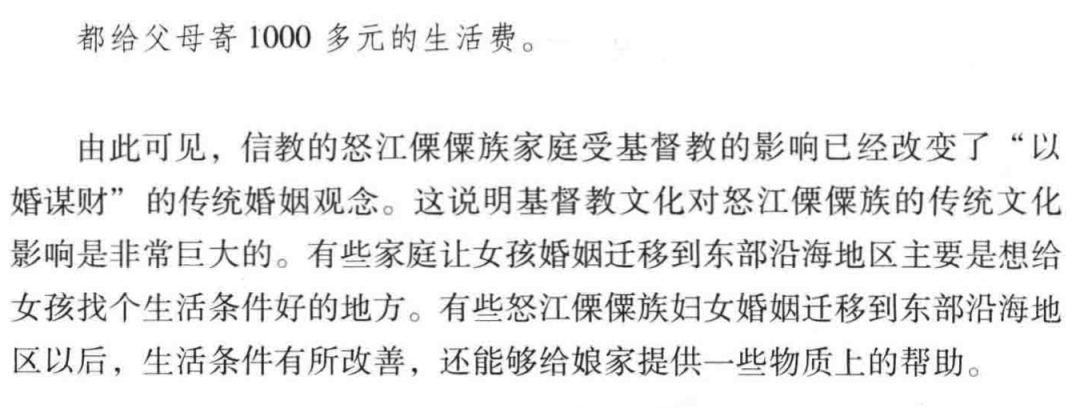 都给父母寄 1000 多元的生活费。
由此可见，信教的怒江傈僳族家庭受基督教的影响已经改变了“以
婚谋财”的传统婚姻观念。这说明基督教文化对怒江傈僳族的传统文化
影响是非常巨大的。有些家庭让女孩婚姻迁移到东部沿海地区主要是想给
女孩找个生活条件好的地方。有些怒江傈僳族妇女婚姻迁移到东部沿海地
区以后，生活条件有所改善，还能够给娘家提供一些物质上的帮助。